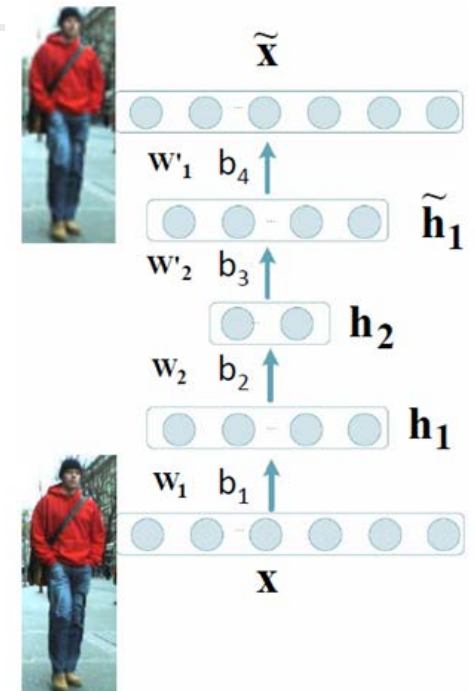 x̃
W'₁ b₄
h̃₁
W'₂ b₃
h₂
W₂ b₂
h₁
W₁ b₁
x